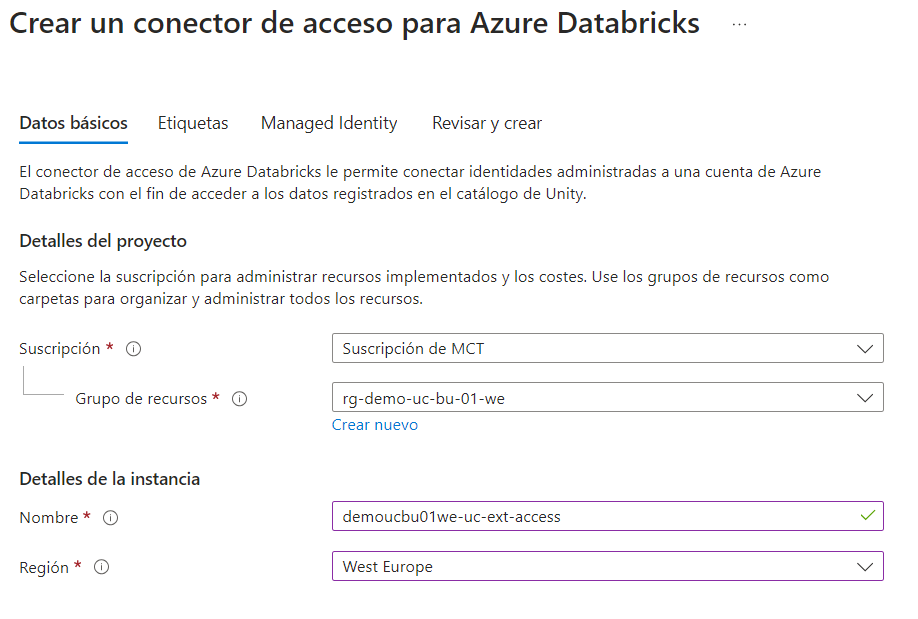 Crear un conector de acceso para Azure Databricks ...
Datos básicos Etiquetas Managed Identity Revisar y crear
El conector de acceso de Azure Databricks le permite conectar identidades administradas a una cuenta de Azure
Databricks con el fin de acceder a los datos registrados en el catálogo de Unity.
Detalles del proyecto
Seleccione la suscripción para administrar recursos implementados y los costes. Use los grupos de recursos como
carpetas para organizar y administrar todos los recursos.
Suscripción * Suscripción de MCT
Grupo de recursos * rg-demo-uc-bu-01-we
Crear nuevo
Detalles de la instancia
Nombre * demoucbu01we-uc-ext-access
Región * West Europe